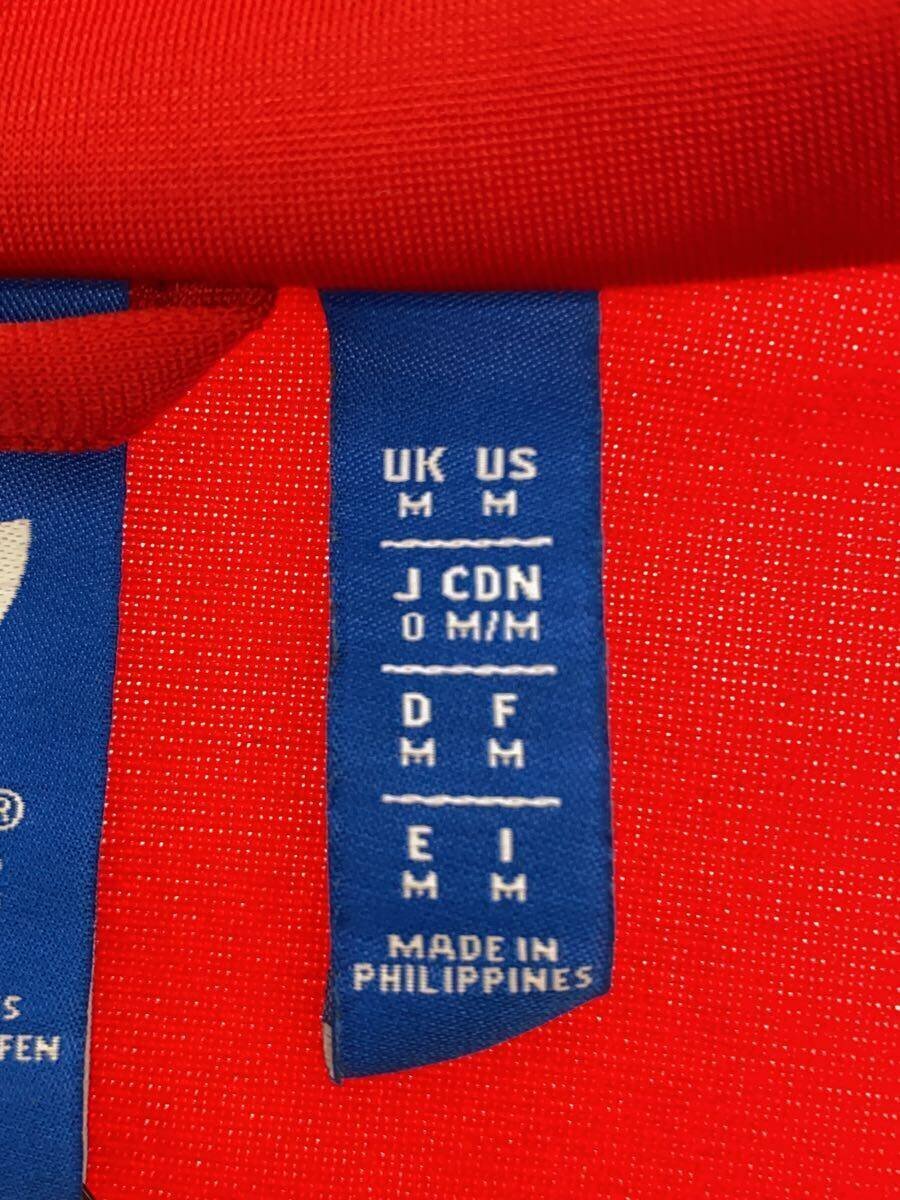 UK US
M M
J CDN
O M/M
D F
M M
E I
M M
MADE IN
PHILIPPINES
®
S
FEN